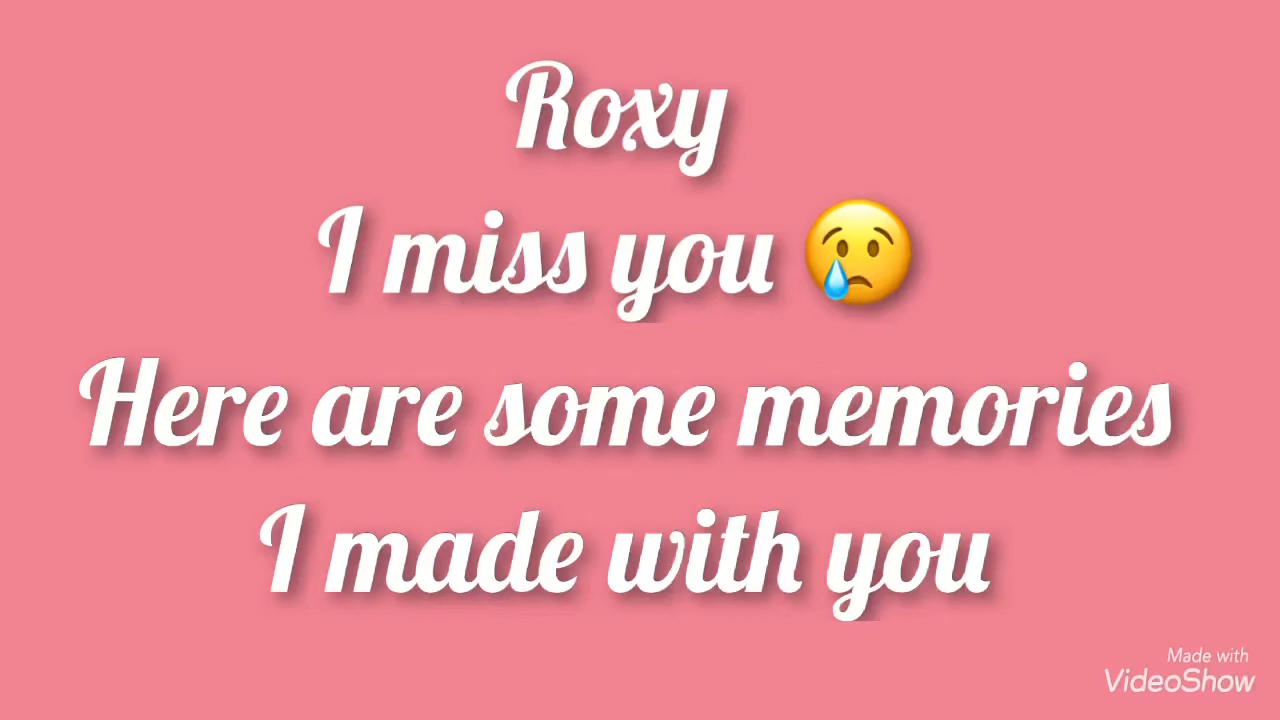 Roxy
I miss you 😢
Here are some memories
I made with you
Made with
VideoShow